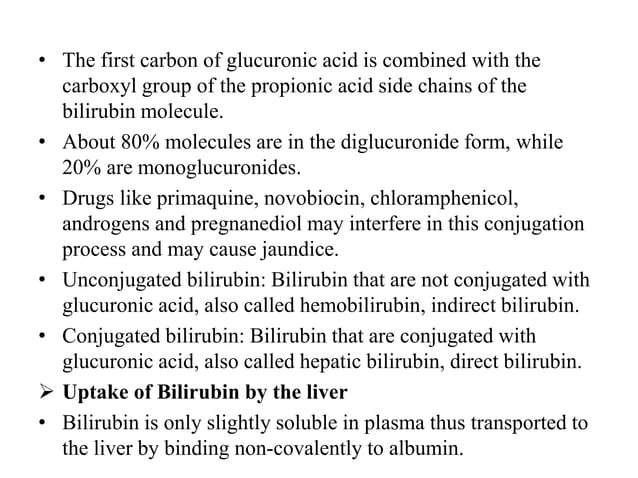 • The first carbon of glucuronic acid is combined with the
carboxyl group of the propionic acid side chains of the
bilirubin molecule.
• About 80% molecules are in the diglucuronide form, while
20% are monoglucuronides.
• Drugs like primaquine, novobiocin, chloramphenicol,
androgens and pregnanediol may interfere in this conjugation
process and may cause jaundice.
• Unconjugated bilirubin: Bilirubin that are not conjugated with
glucuronic acid, also called hemobilirubin, indirect bilirubin.
• Conjugated bilirubin: Bilirubin that are conjugated with
glucuronic acid, also called hepatic bilirubin, direct bilirubin.
➢ Uptake of Bilirubin by the liver
• Bilirubin is only slightly soluble in plasma thus transported to
the liver by binding non-covalently to albumin.